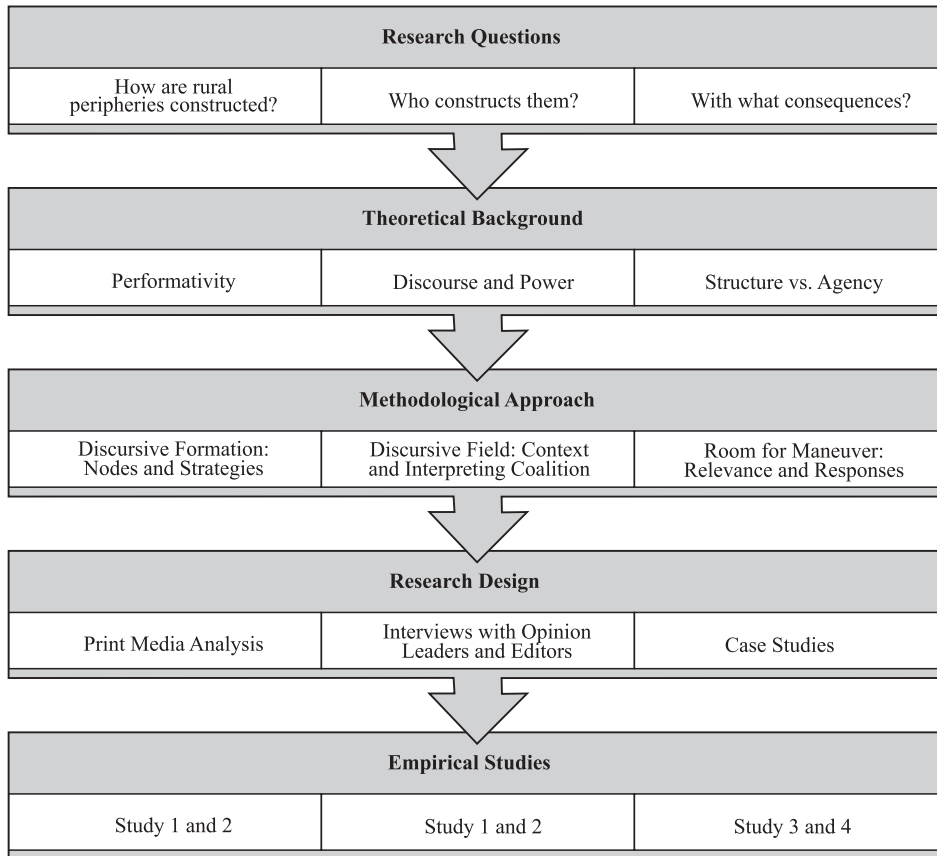 Research Questions
How are rural
peripheries constructed?
Who constructs them?
With what consequences?
Theoretical Background
Performativity
Discourse and Power
Structure vs. Agency
Methodological Approach
Discursive Formation:
Nodes and Strategies
Discursive Field: Context
and Interpreting Coalition
Room for Maneuver:
Relevance and Responses
Research Design
Print Media Analysis
Interviews with Opinion
Leaders and Editors
Case Studies
Empirical Studies
Study 1 and 2
Study 1 and 2
Study 3 and 4